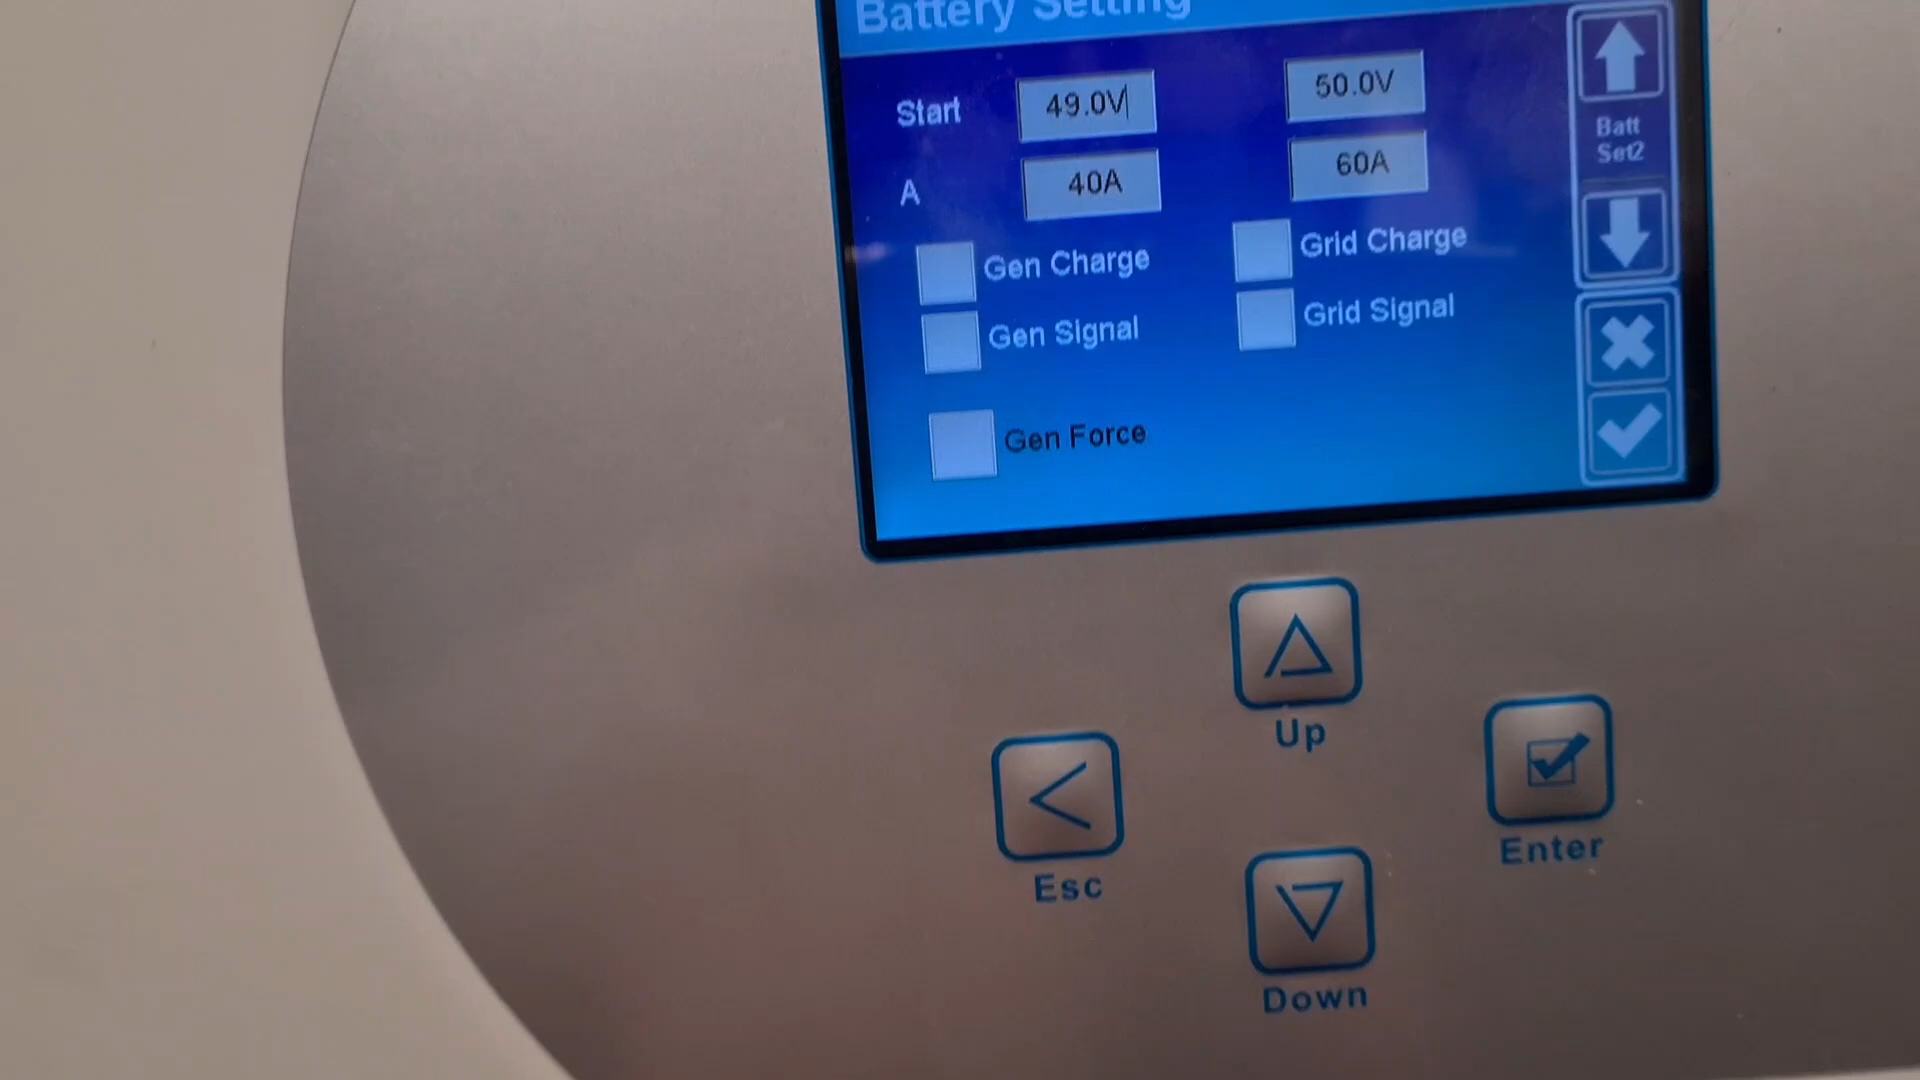 Battery Setting
Start 49.0V 50.0V
A 40A 60A
Batt
Set2
Gen Charge Grid Charge
Gen Signal Grid Signal
Gen Force
Up
Enter
Esc
Down